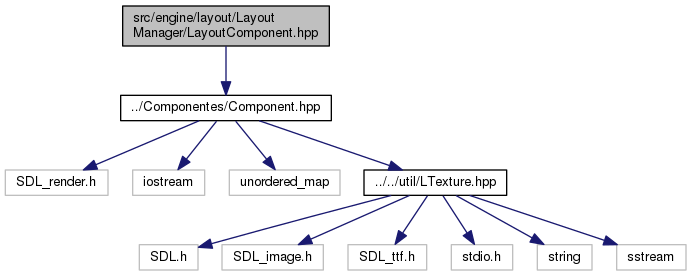 src/engine/layout/Layout
Manager/LayoutComponent.hpp
../Componentes/Component.hpp
SDL_render.h
iostream
unordered_map
../../util/LTexture.hpp
SDL.h
SDL_image.h
SDL_ttf.h
stdio.h
string
sstream